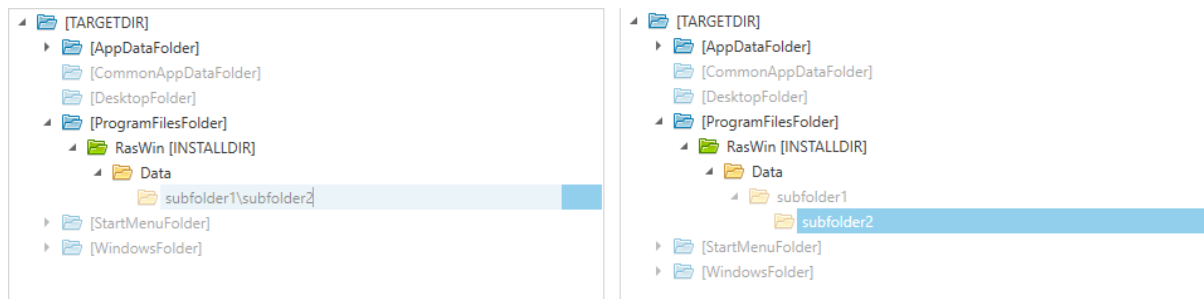 [TARGETDIR]
[AppDataFolder]
[CommonAppDataFolder]
[DesktopFolder]
[ProgramFilesFolder]
RasWin [INSTALLDIR]
Data
subfolder1\subfolder2
[StartMenuFolder]
[WindowsFolder]
[TARGETDIR]
[AppDataFolder]
[CommonAppDataFolder]
[DesktopFolder]
[ProgramFilesFolder]
RasWin [INSTALLDIR]
Data
subfolder1
subfolder2
[StartMenuFolder]
[WindowsFolder]